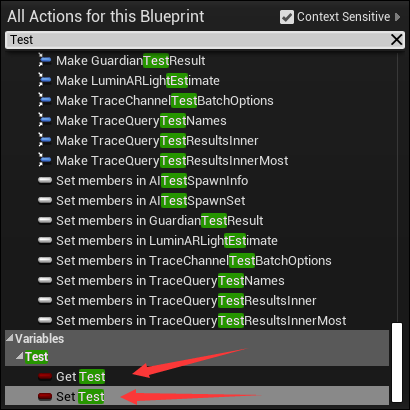 All Actions for this Blueprint
Context Sensitive
Test
Make GuardianTestResult
Make LuminARLightEstimate
Make TraceChannelTestBatchOptions
Make TraceQueryTestNames
Make TraceQueryTestResultsInner
Make TraceQueryTestResultsInnerMost
Set members in AITestSpawnInfo
Set members in AITestSpawnSet
Set members in GuardianTestResult
Set members in LuminARLightEstimate
Set members in TraceChannelTestBatchOptions
Set members in TraceQueryTestNames
Set members in TraceQueryTestResultsInner
Set members in TraceQueryTestResultsInnerMost
Variables
Test
Get Test
Set Test